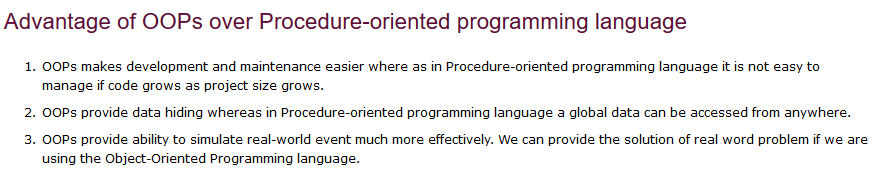 Advantage of OOPs over Procedure-oriented programming language
1. OOPs makes development and maintenance easier where as in Procedure-oriented programming language it is not easy to
manage if code grows as project size grows.
2. OOPs provide data hiding whereas in Procedure-oriented programming language a global data can be accessed from anywhere.
3. OOPs provide ability to simulate real-world event much more effectively. We can provide the solution of real word problem if we are
using the Object-Oriented Programming language.